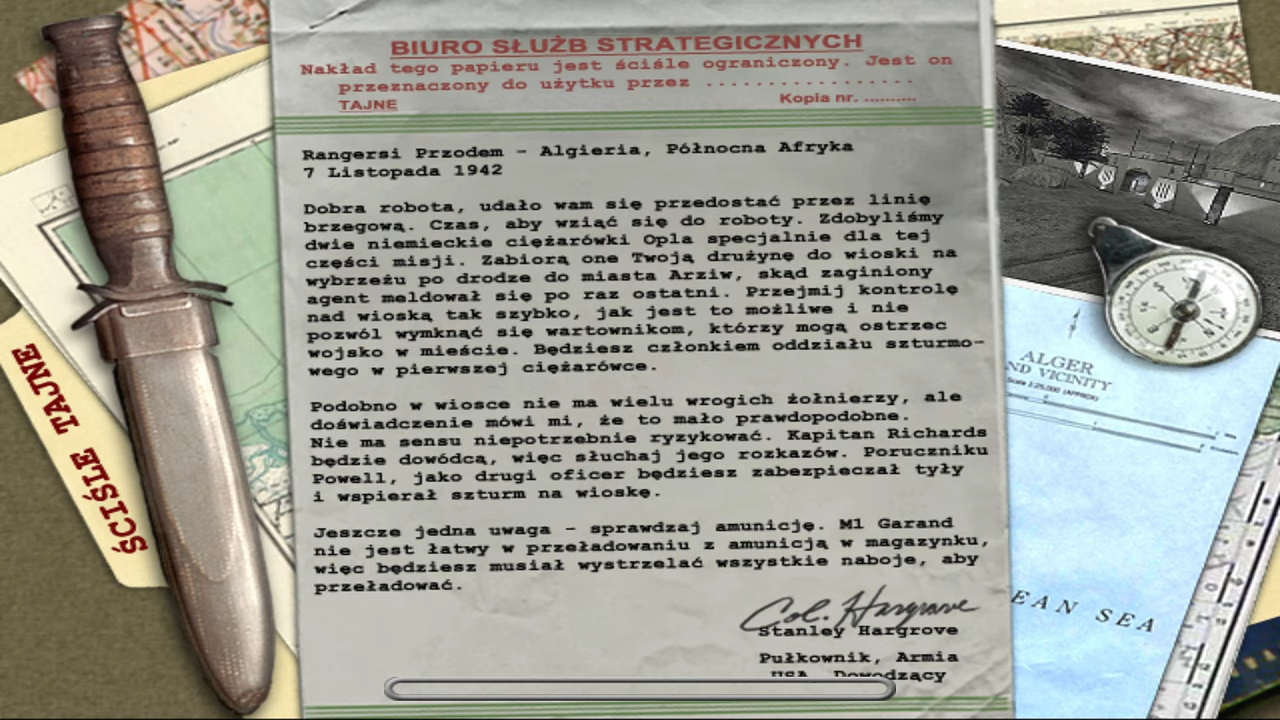 BIURO SŁUŻB STRATEGICZNYCH
Nakład tego papieru jest ściśle ograniczony. Jest on
przeznaczony do użytku przez ..................
TAJNE
Kopia nr. ..........
Rangersi Przodem - Algieria, Północna Afryka
7 Listopada 1942
Dobra robota, udało wam się przedostać przez linię
brzegową. Czas, aby wziąć się do roboty. Zdobyliśmy
dwie niemieckie ciężarówki Opla specjalnie dla tej
części misji. Zabiorą one Twoją drużynę do wioski na
wybrzeżu po drodze do miasta Arziw, skąd zaginiony
agent meldował się po raz ostatni. Przejmij kontrolę
nad wioską tak szybko, jak jest to możliwe i nie
pozwól wymknąć się wartownikom, którzy mogą ostrzec
wojsko w mieście. Będziesz członkiem oddziału szturmo-
wego w pierwszej ciężarówce.
Podobno w wiosce nie ma wielu wrogich żołnierzy, ale
doświadczenie mówi mi, że to mało prawdopodobne.
Nie ma sensu niepotrzebnie ryzykować. Kapitan Richards
będzie dowódcą, więc słuchaj jego rozkazów. Poruczniku
Powell, jako drugi oficer będziesz zabezpieczał tyły
i wspierał szturm na wioskę.
Jeszcze jedna uwaga - sprawdzaj amunicję. M1 Garand
nie jest łatwy w przeładowaniu z amunicją w magazynku,
więc będziesz musiał wystrzelać wszystkie naboje, aby
przeładować.
Col. Hargrove
Stanley Hargrove
Pułkownik, Armia
USA, Dowodzący
ŚCIŚLE TAJNE
ALGER
ND VICINITY
EAN SEA